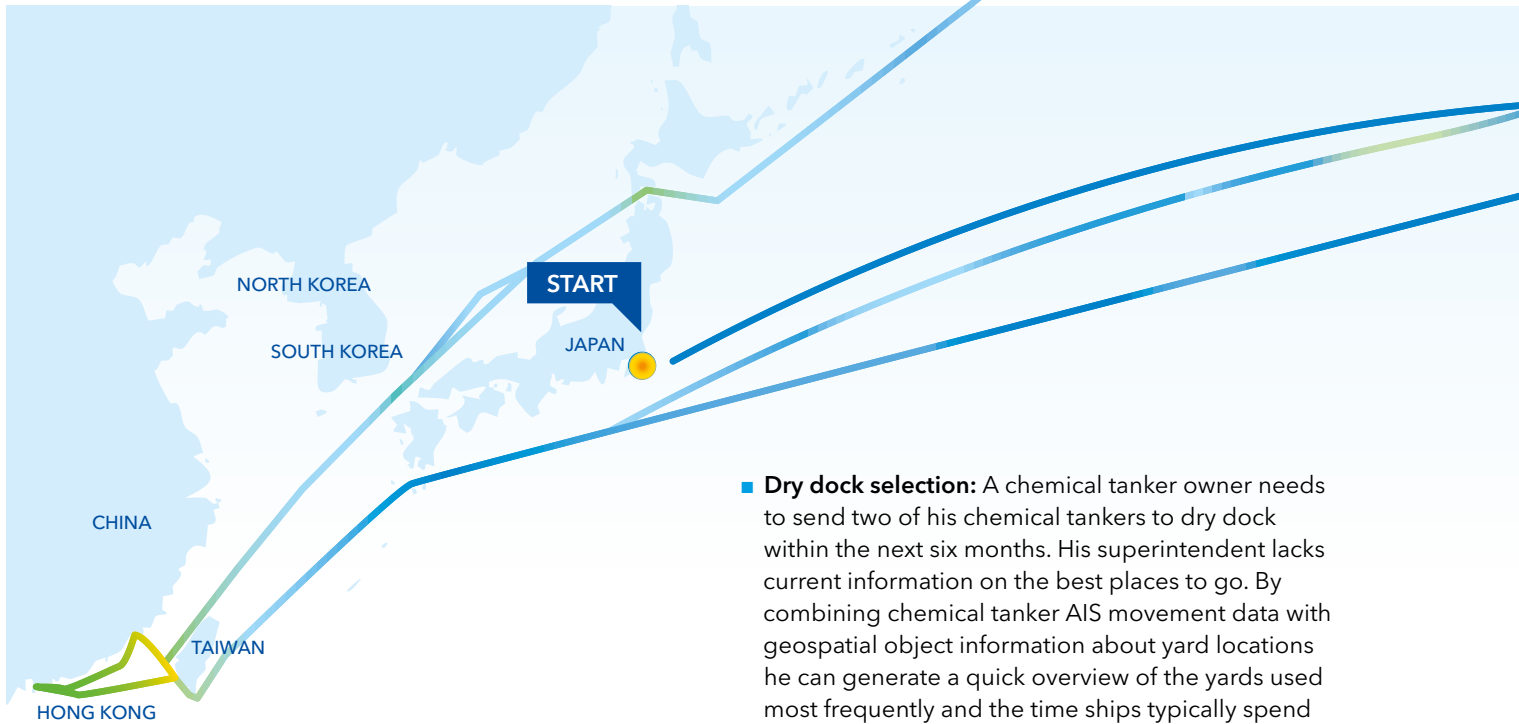 NORTH KOREA
START
SOUTH KOREA
JAPAN
CHINA
TAIWAN
HONG KONG
■ Dry dock selection: A chemical tanker owner needs
to send two of his chemical tankers to dry dock
within the next six months. His superintendent lacks
current information on the best places to go. By
combining chemical tanker AIS movement data with
geospatial object information about yard locations
he can generate a quick overview of the yards used
most frequently and the time ships typically spend